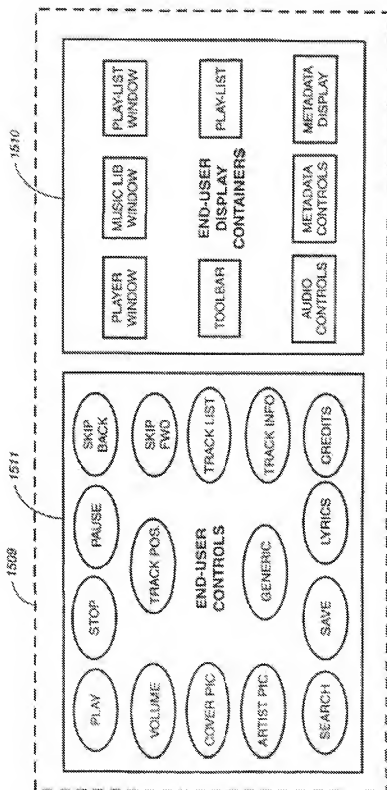 1509
1511
1510
PLAY
STOP
PAUSE
SKIP
BACK
VOLUME
TRACK POS.
SKIP
FWD
COVER PIC
END-USER
CONTROLS
TRACK LIST
ARTIST PIC
GENERIC
TRACK INFO
SEARCH
SAVE
LYRICS
CREDITS
PLAYER
WINDOW
MUSIC LIB
WINDOW
PLAY-LIST
WINDOW
TOOLBAR
END-USER
DISPLAY
CONTAINERS
PLAY-LIST
AUDIO
CONTROLS
METADATA
CONTROLS
METADATA
DISPLAY